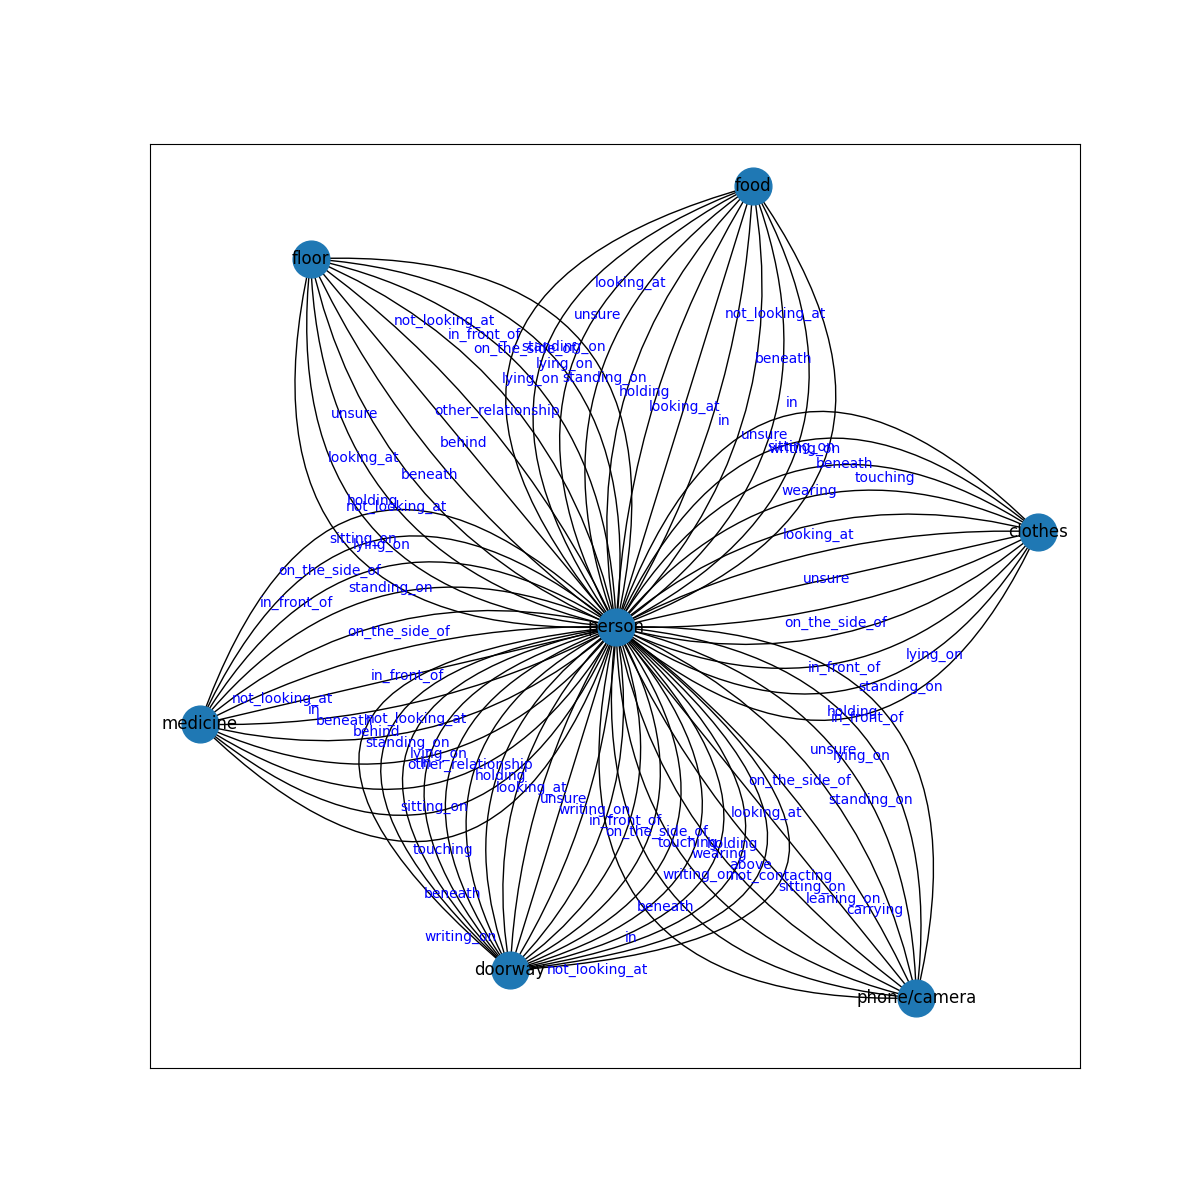 food
floor
looking_at
not_looking_at
unsure
not_looking_at
in_front_of
on_the_side_of
standing_on
beneath
lying_on
standing_on
lying_on
holding
in
looking_at
other_relationship
unsure
in
behind
unsure
sitting_on
writing_on
looking_at
beneath
beneath
touching
wearing
holding
not_looking_at
clothes
looking_at
sitting_on
lying_on
on_the_side_of
unsure
standing_on
in_front_of
on_the_side_of
person
on_the_side_of
lying_on
in_front_of
in_front_of
standing_on
not_looking_at
in
holding
in_front_of
medicine
beneath
not_looking_at
behind
standing_on
unsure
lying_on
lying_on
in
other_relationship
holding
on_the_side_of
looking_at
unsure
standing_on
sitting_on
writing_on
looking_at
in_front_of
on_the_side_of
touching
holding
touching
wearing
above
writing_on
not_contacting
sitting_on
beneath
leaning_on
beneath
carrying
writing_on
in
doorway
not_looking_at
phone/camera